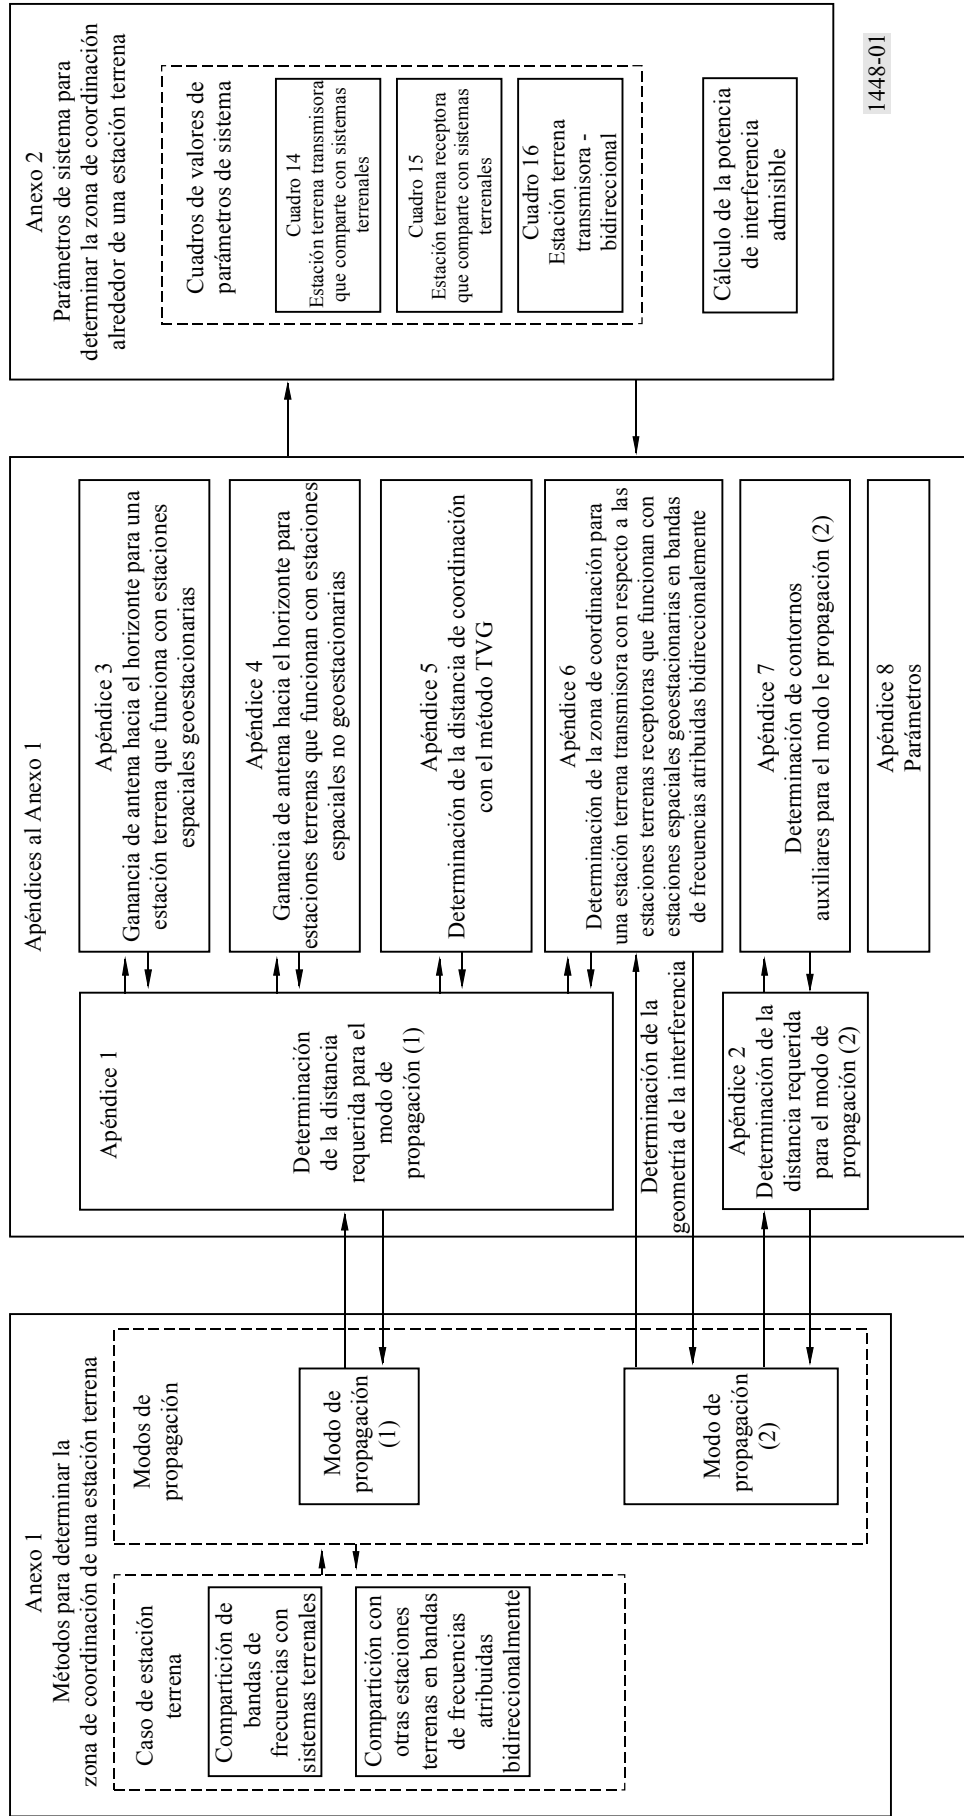 Anexo 1
Métodos para determinar la
zona de coordinación de una estación terrena
Caso de estación
terrena
Compartición de
bandas de
frecuencias con
sistemas terrenales
Compartición con
otras estaciones
terrenas en bandas
de frecuencias
atribuidas
bidireccionalmente
Modos de
propagación
Modo de
propagación
(1)
Modo de
propagación
(2)
Apéndices al Anexo 1
Apéndice 1
Determinación
de la distancia
requerida para el
modo de
propagación (1)
Determinación de la
geometría de la interferencia
Apéndice 2
Determinación de la
distancia requerida
para el modo de
propagación (2)
Apéndice 3
Ganancia de antena hacia el horizonte para una
estación terrena que funciona con estaciones
espaciales geoestacionarias
Apéndice 4
Ganancia de antena hacia el horizonte para
estaciones terrenas que funcionan con estaciones
espaciales no geoestacionarias
Apéndice 5
Determinación de la distancia de coordinación
con el método TVG
Apéndice 6
Determinación de la zona de coordinación para
una estación terrena transmisora con respecto a las
estaciones terrenas receptoras que funcionan con
estaciones espaciales geoestacionarias en bandas
de frecuencias atribuidas bidireccionalmente
Apéndice 7
Determinación de contornos
auxiliares para el modo le propagación (2)
Apéndice 8
Parámetros
Anexo 2
Parámetros de sistema para
determinar la zona de coordinación
alrededor de una estación terrena
Cuadros de valores de
parámetros de sistema
Cuadro 14
Estación terrena transmisora
que comparte con sistemas
terrenales
Cuadro 15
Estación terrena receptora
que comparte con sistemas
terrenales
Cuadro 16
Estación terrena
transmisora -
bidireccional
Cálculo de la potencia
de interferencia
admisible
1448-01